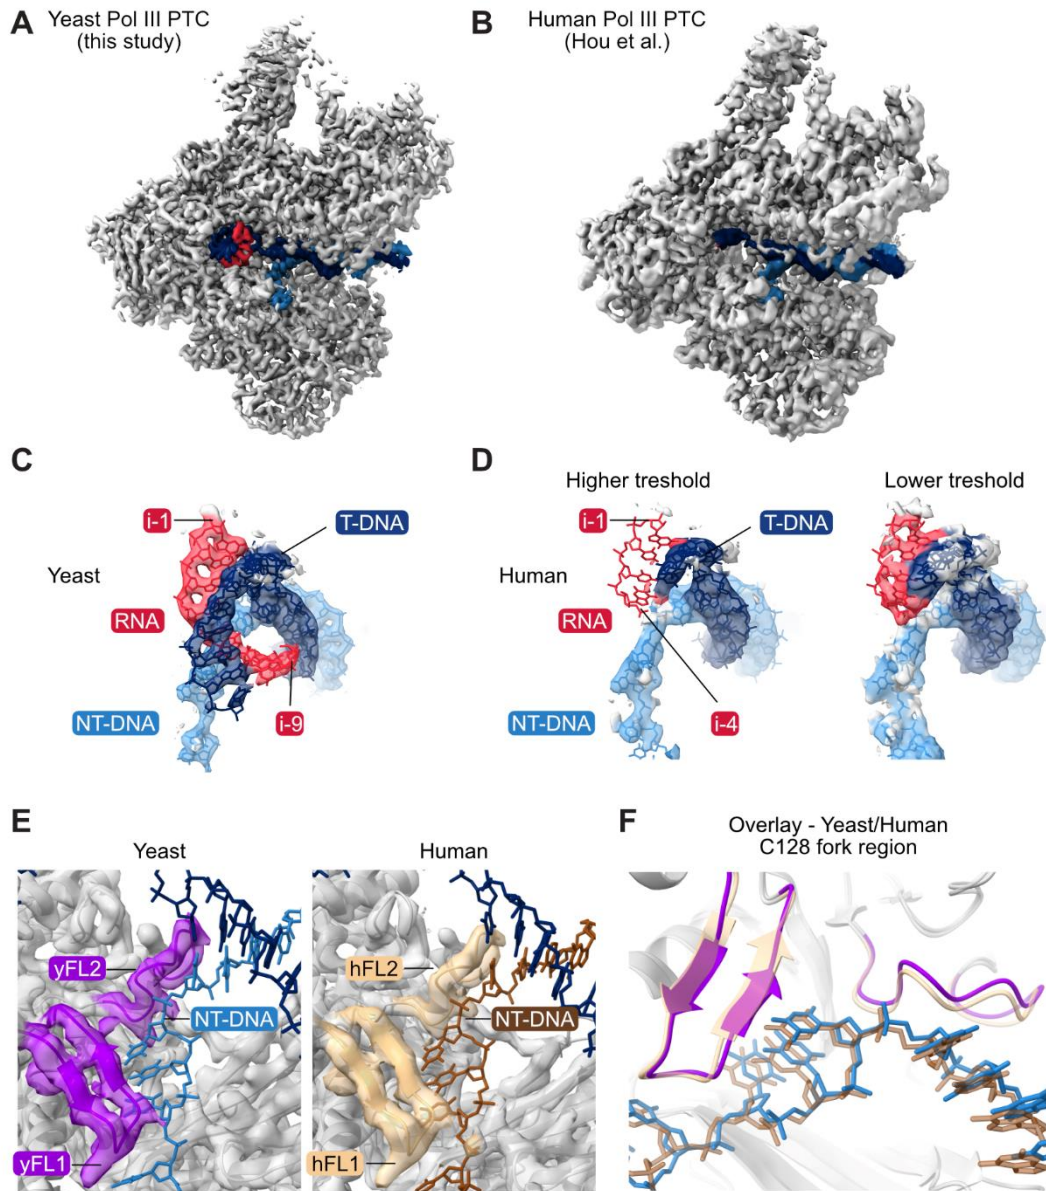 A
Yeast Pol III PTC
(this study)
B
Human Pol III PTC
(Hou et al.)
C
Yeast
i-1
T-DNA
RNA
NT-DNA
i-9
D
Higher treshold
Lower treshold
i-1
T-DNA
Human
RNA
NT-DNA
i-4
E
Yeast
Human
yFL2
NT-DNA
yFL1
hFL2
NT-DNA
hFL1
F
Overlay - Yeast/Human
C128 fork region